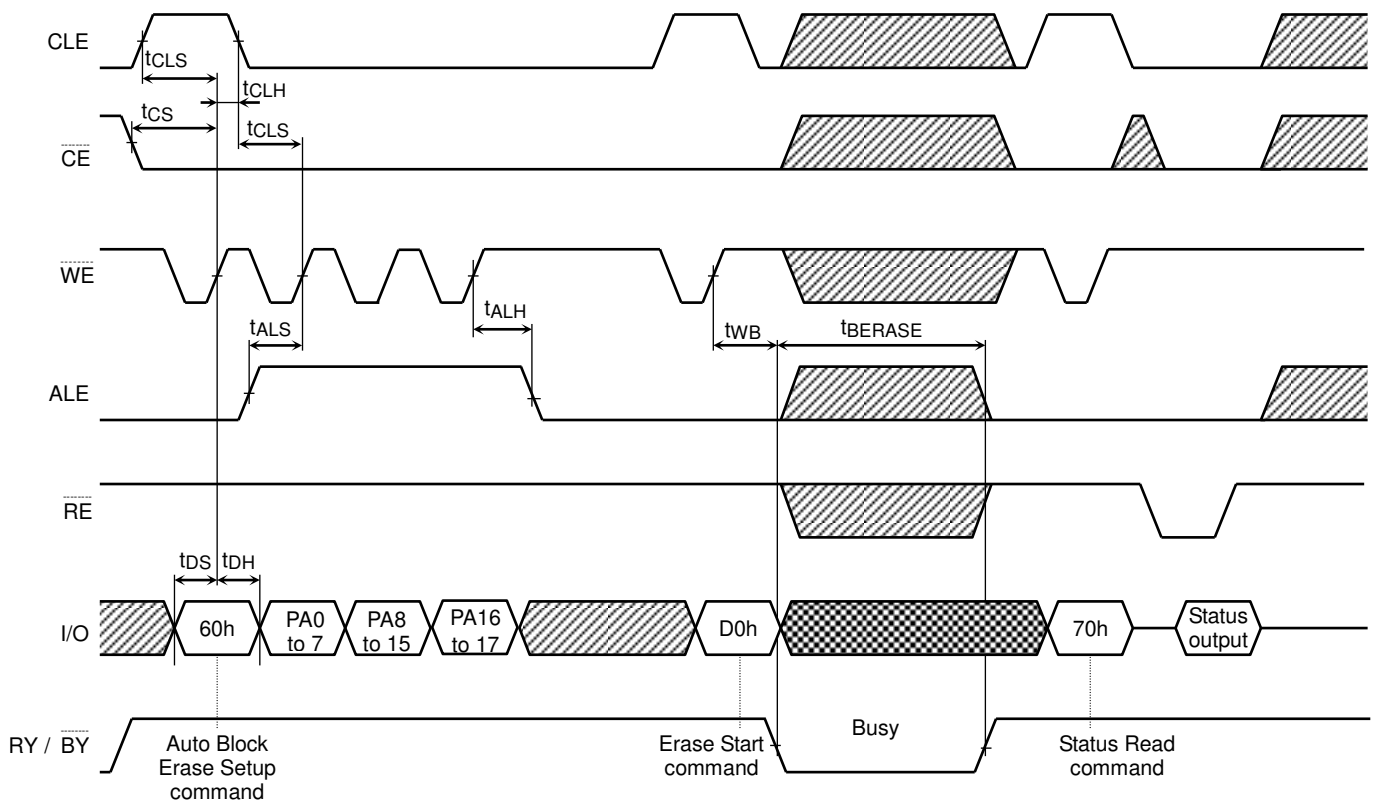 CLE
tCLS
tCLH
tCS
tCLS
CE
WE
tALH
tALS
tWB
tBERASE
ALE
RE
tDS
tDH
I/O
60h
PA0
to 7
PA8
to 15
PA16
to 17
D0h
70h
Status
output
RY / BY
Busy
Auto Block
Erase Setup
command
Erase Start
command
Status Read
command